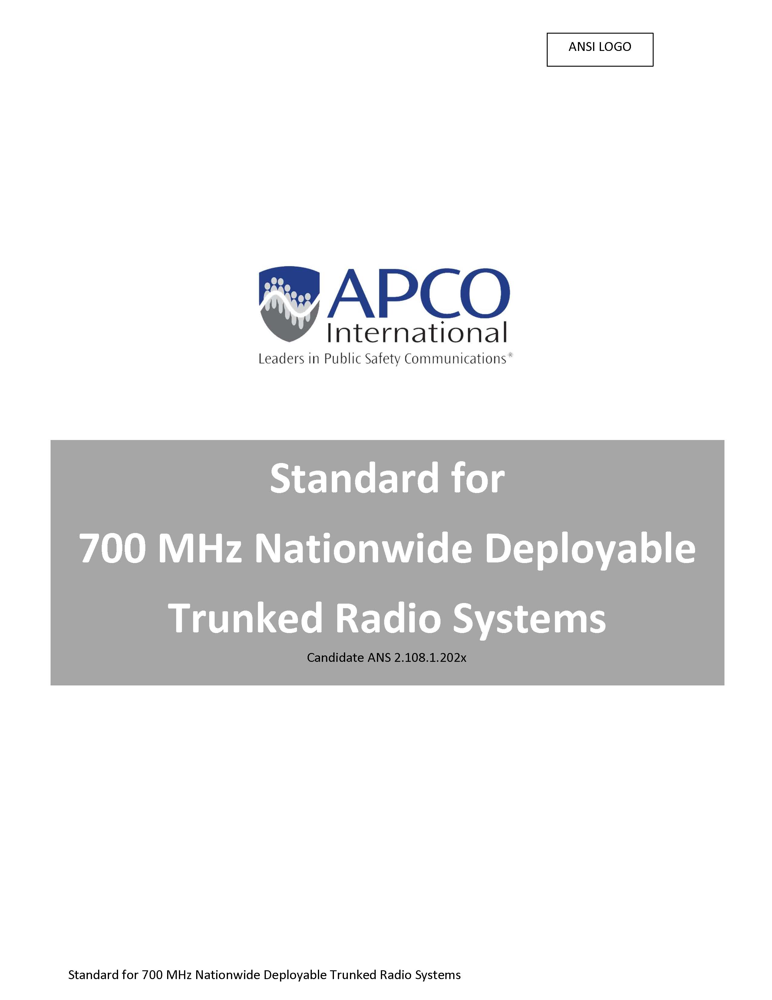 ANSI LOGO
APCO
International
Leaders in Public Safety Communications®
Standard for
700 MHz Nationwide Deployable
Trunked Radio Systems
Candidate ANS 2.108.1.202x
Standard for 700 MHz Nationwide Deployable Trunked Radio Systems